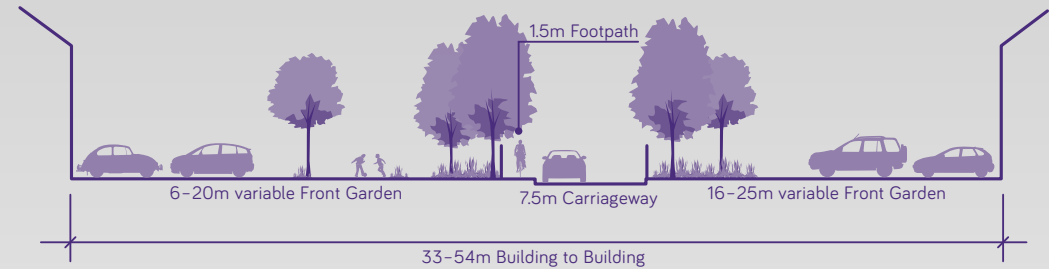 1.5m Footpath
6–20m variable Front Garden
7.5m Carriageway
16–25m variable Front Garden
33–54m Building to Building